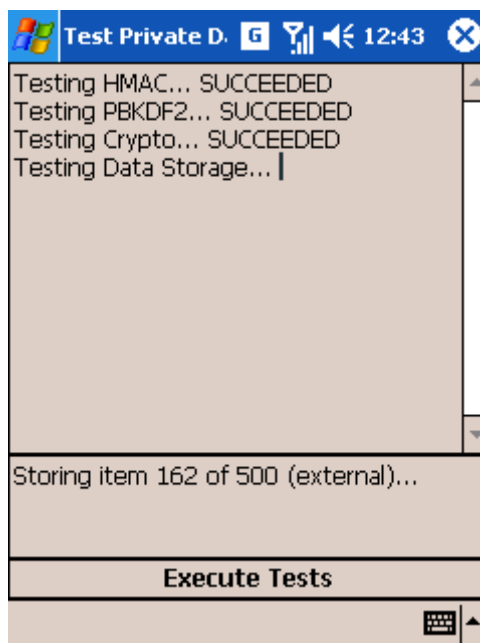 Test Private D. G 12:43
Testing HMAC... SUCCEEDED
Testing PBKDF2... SUCCEEDED
Testing Crypto... SUCCEEDED
Testing Data Storage...
Storing item 162 of 500 (external)...
Execute Tests